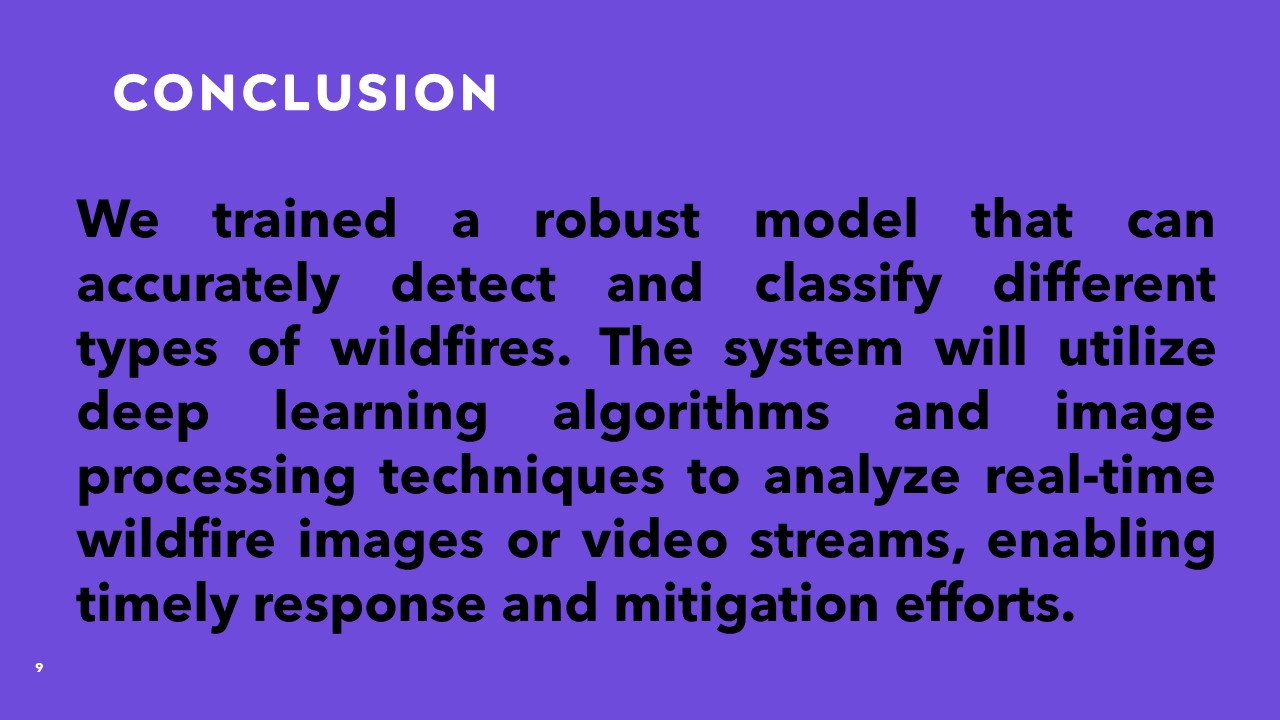 CONCLUSION
We trained a robust model that can
accurately detect and classify different
types of wildfires. The system will utilize
deep learning algorithms and image
processing techniques to analyze real-time
wildfire images or video streams, enabling
timely response and mitigation efforts.
9